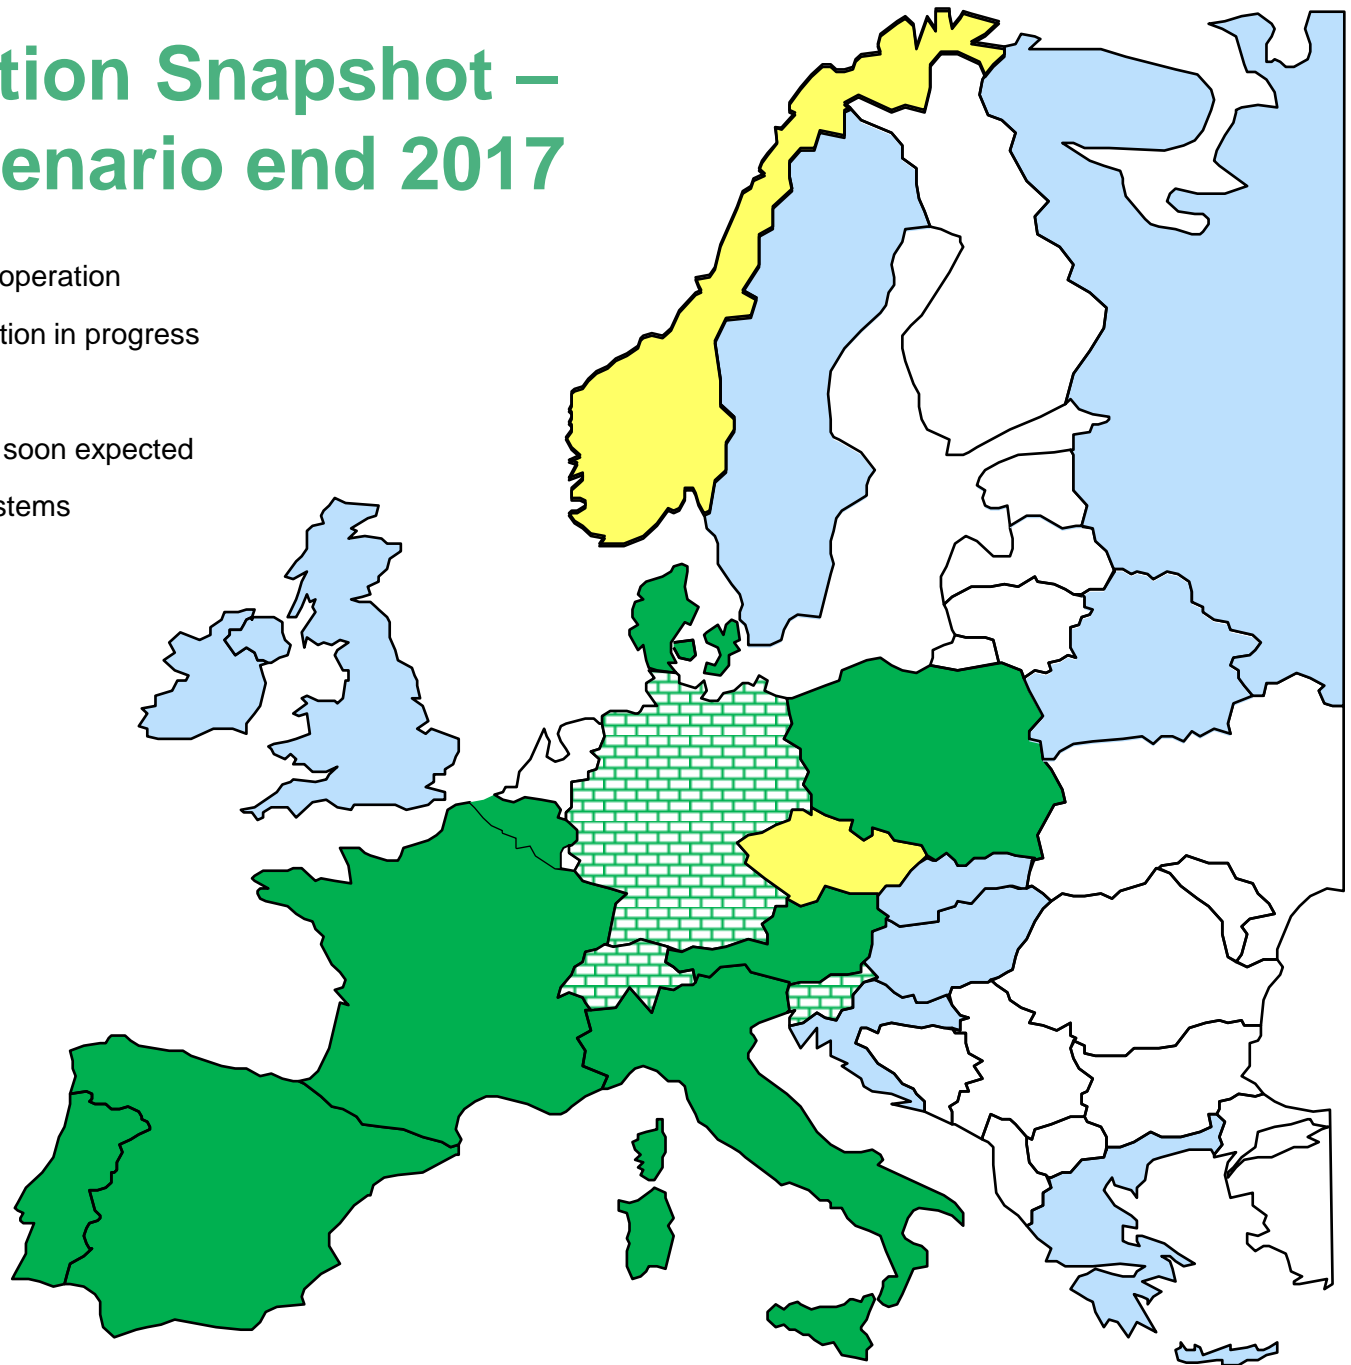 tion Snapshot –
enario end 2017
operation
tion in progress
soon expected
stems